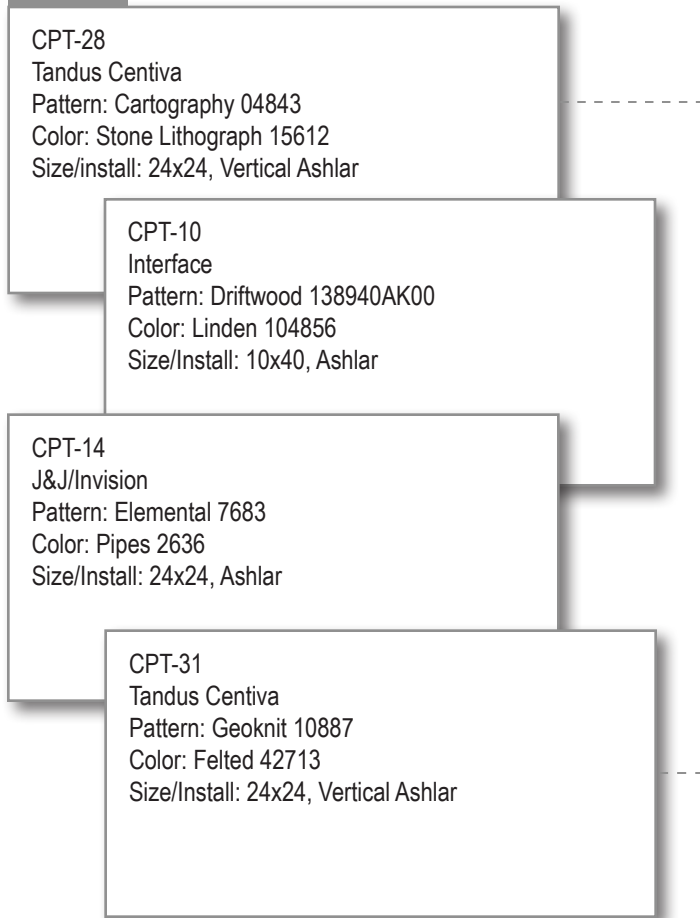 CPT-28
Tandus Centiva
Pattern: Cartography 04843
Color: Stone Lithograph 15612
Size/install: 24x24, Vertical Ashlar
CPT-10
Interface
Pattern: Driftwood 138940AK00
Color: Linden 104856
Size/Install: 10x40, Ashlar
CPT-14
J&J/Invision
Pattern: Elemental 7683
Color: Pipes 2636
Size/Install: 24x24, Ashlar
CPT-31
Tandus Centiva
Pattern: Geoknit 10887
Color: Felted 42713
Size/Install: 24x24, Vertical Ashlar